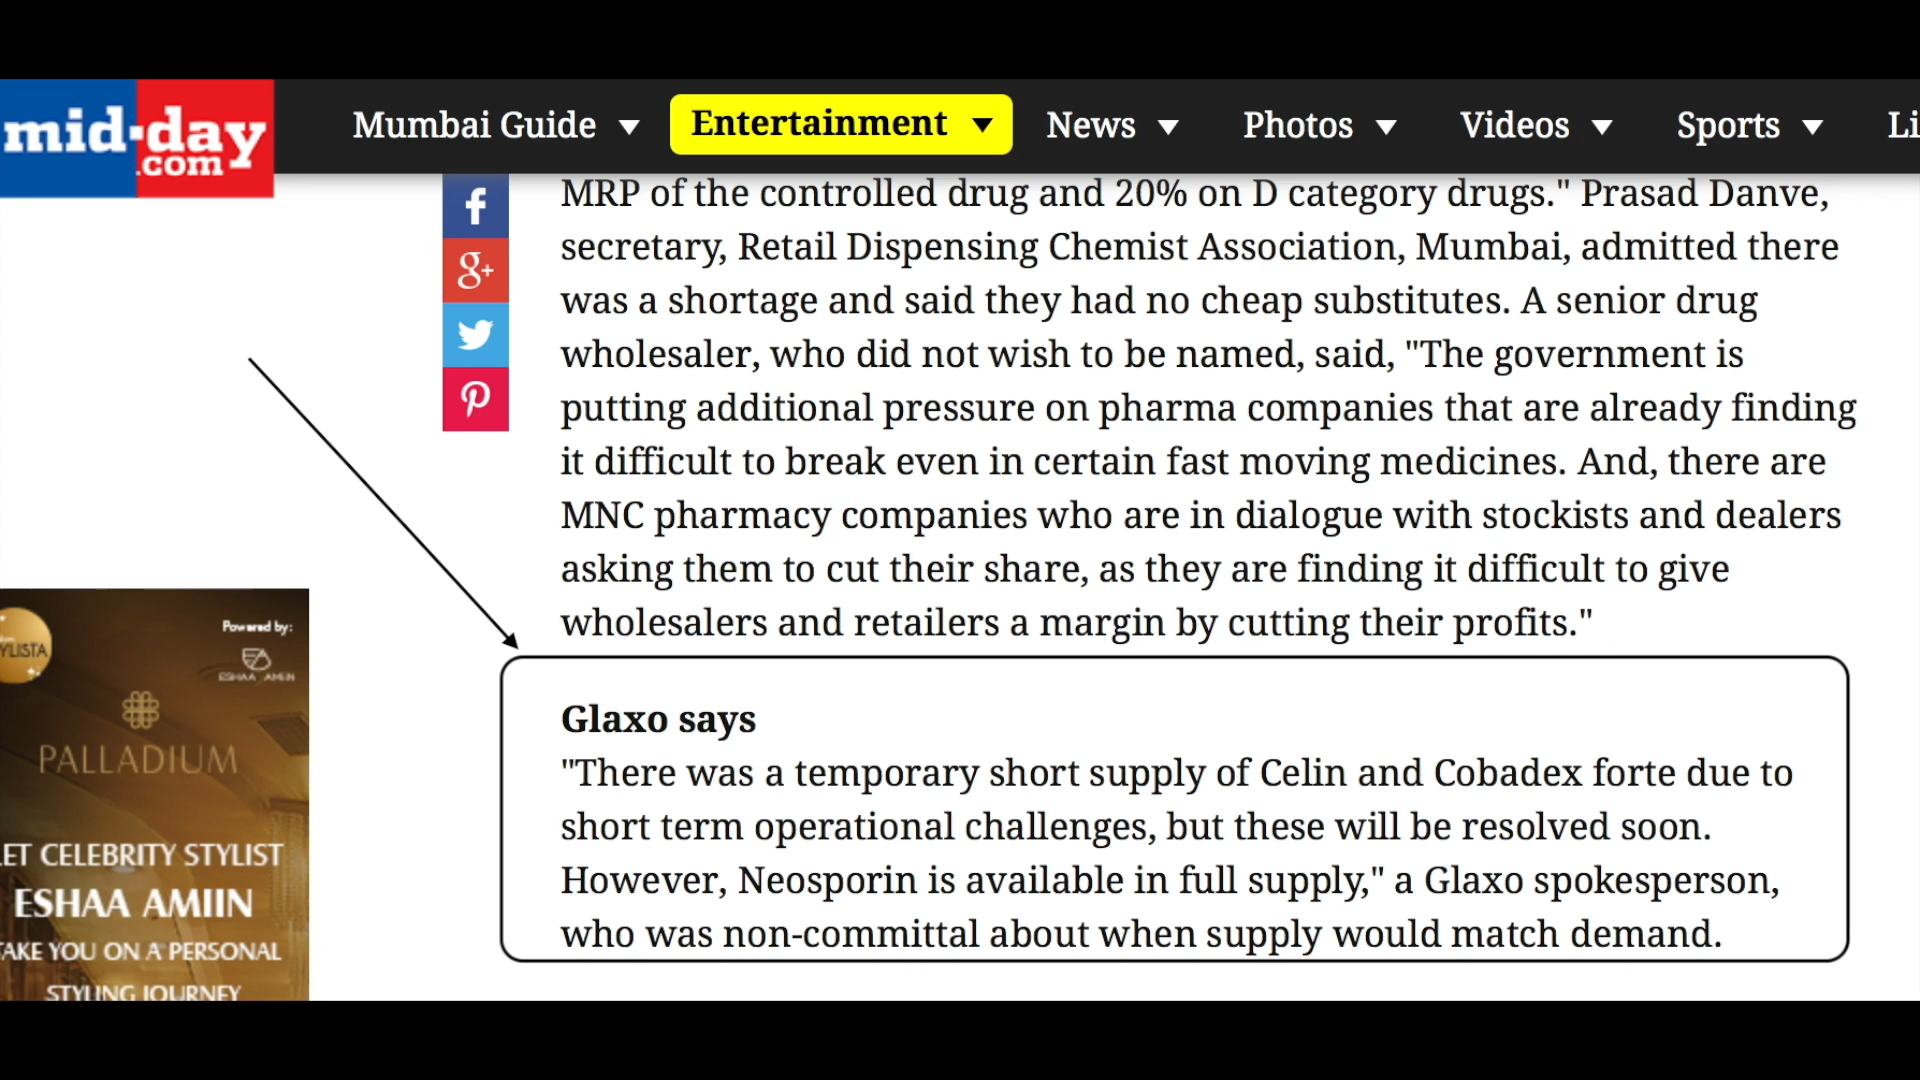 mid-day
.com
Mumbai Guide
Entertainment
News
Photos
Videos
Sports
MRP of the controlled drug and 20% on D category drugs." Prasad Danve,
secretary, Retail Dispensing Chemist Association, Mumbai, admitted there
was a shortage and said they had no cheap substitutes. A senior drug
wholesaler, who did not wish to be named, said, "The government is
putting additional pressure on pharma companies that are already finding
it difficult to break even in certain fast moving medicines. And, there are
MNC pharmacy companies who are in dialogue with stockists and dealers
asking them to cut their share, as they are finding it difficult to give
wholesalers and retailers a margin by cutting their profits."
Glaxo says
"There was a temporary short supply of Celin and Cobadex forte due to
short term operational challenges, but these will be resolved soon.
However, Neosporin is available in full supply," a Glaxo spokesperson,
who was non-committal about when supply would match demand.
Powered by:
ESHAA AMIIN
PALLADIUM
CELEBRITY STYLIST
ESHAA AMIIN
YOU ON A PERSONAL
STYLING JOURNEY